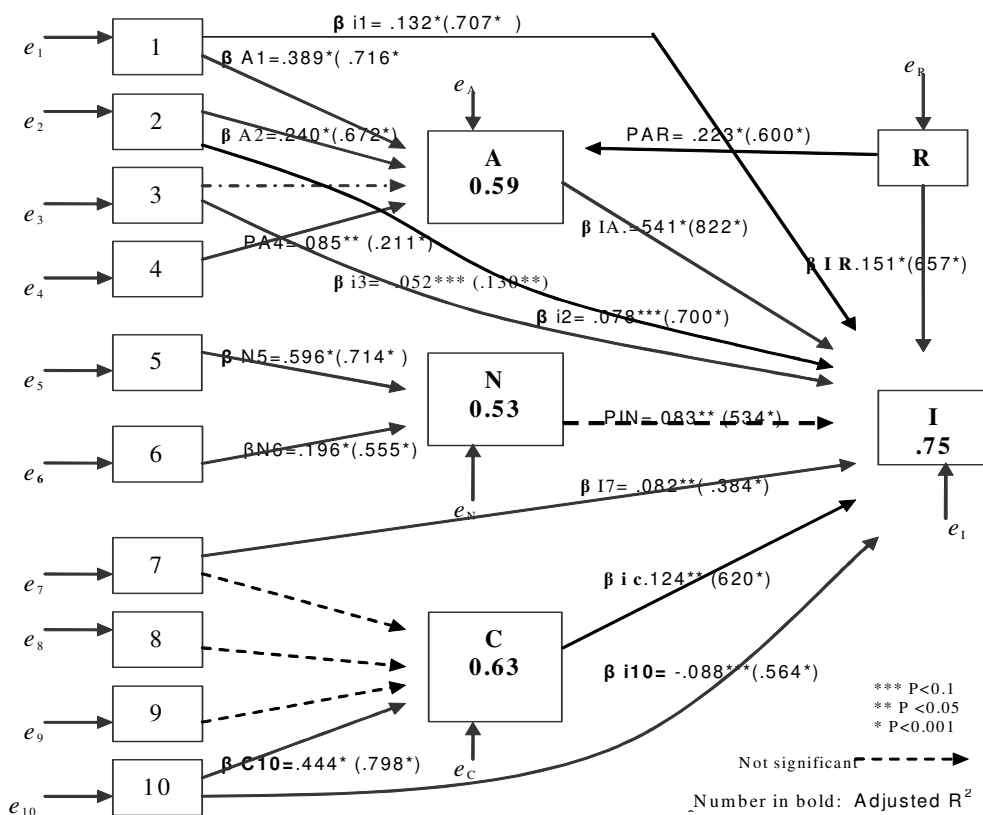 β i1= .132*(.707* )
e1
1
β A1=.389*( .716*
eR
e2
2
eA
β A2=.240*(.672*)
A
0.59
PAR= .223*(.600*)
R
e3
3
e4
4
PA4=.085** (.211*)
β IA.=541*(822*)
β I R.151*(657*)
β i3= .052*** (.130**)
β i2= .078***(.700*)
e5
5
β N5=.596*(.714* )
N
0.53
PIN=.083** (534*)
I
.75
e6
6
βN6=.196*(.555*)
β I7= .082**( .384*)
eN
eI
e7
7
β i c.124** (620*)
e8
8
C
0.63
β i10= -.088***(.564*)
e9
9
*** P<0.1
** P <0.05
* P<0.001
β C10=.444* (.798*)
eC
Not significant
e10
10
Number in bold: Adjusted R²